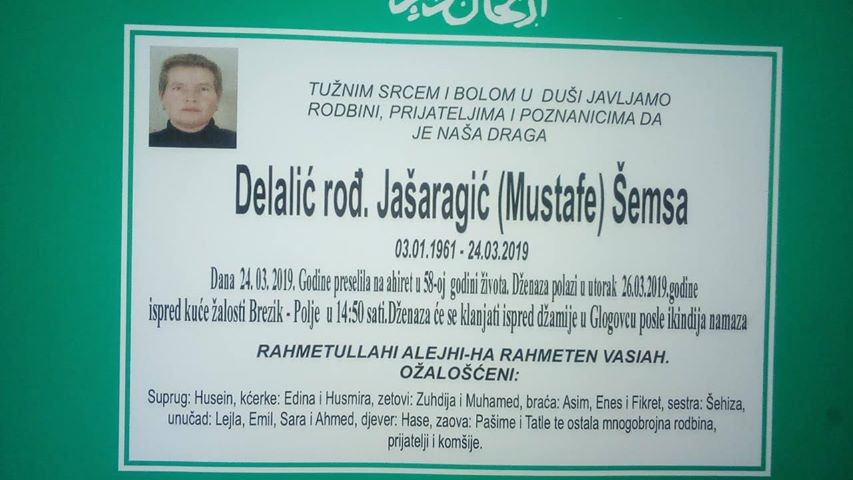 TUŽNIM SRCEM I BOLOM U DUŠI JAVLJAMO
RODBINI, PRIJATELJIMA I POZNANICIMA DA
JE NAŠA DRAGA
Delalić rođ. Jašaragić (Mustafe) Šemsa
03.01.1961 - 24.03.2019
Dana 24. 03. 2019. Godine preselila na ahiret u 58-oj godini života. Dženaza polazi u utorak 26.03.2019.godine
ispred kuće žalosti Brezik - Polje u 14:50 sati.Dženaza će se klanjati ispred džamije u Glogovcu posle ikindija namaza
RAHMETULLAHI ALEJHI-HA RAHMETEN VASIAH.
OŽALOŠĆENI:
Suprug: Husein, kćerke: Edina i Husmira, zetovi: Zuhdija i Muhamed, braća: Asim, Enes i Fikret, sestra: Šehiza,
unučad: Lejla, Emil, Sara i Ahmed, djever: Hase, zaova: Pašime i Tatle te ostala mnogobrojna rodbina,
prijatelji i komšije.